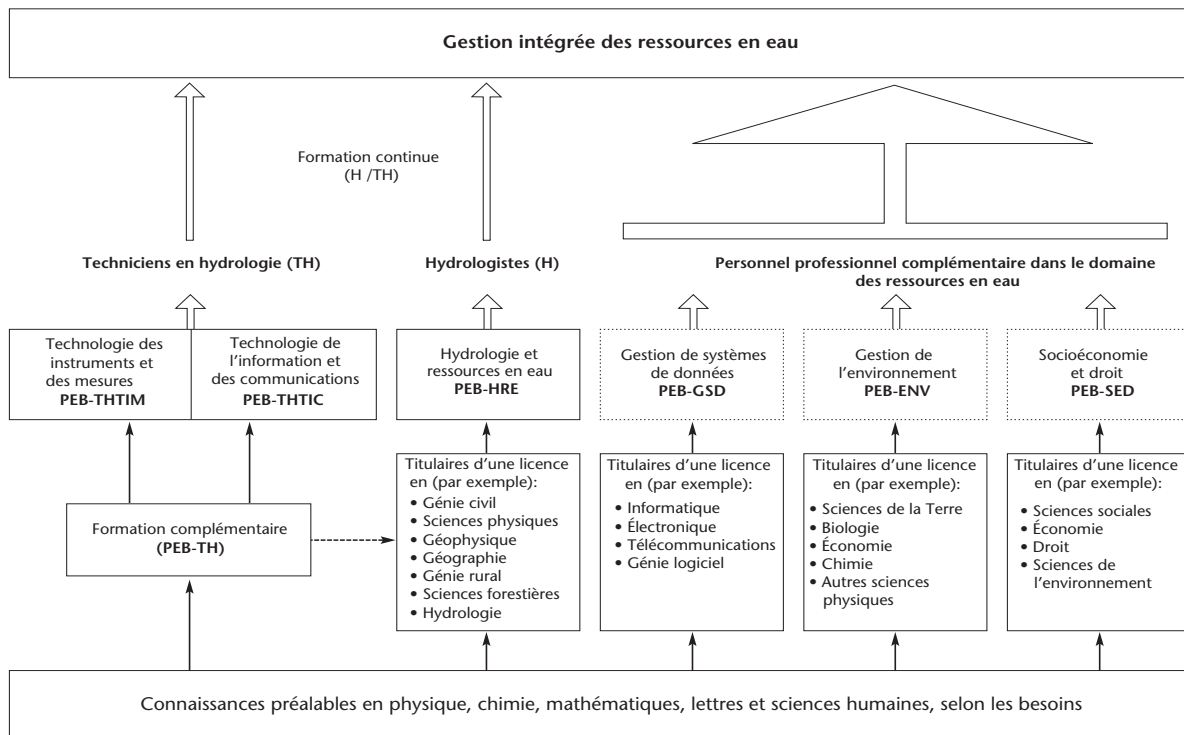 Gestion intégrée des ressources en eau
Formation continue
(H /TH)
Techniciens en hydrologie (TH)
Hydrologistes (H)
Personnel professionnel complémentaire dans le domaine
des ressources en eau
Technologie des
instruments et
des mesures
PEB-THTIM
Technologie de
l’information et
des communications
PEB-THTIC
Hydrologie et
ressources en eau
PEB-HRE
Gestion de systèmes
de données
PEB-GSD
Gestion de
l’environnement
PEB-ENV
Socioéconomie
et droit
PEB-SED
Formation complémentaire
(PEB-TH)
Titulaires d’une licence
en (par exemple):
• Génie civil
• Sciences physiques
• Géophysique
• Géographie
• Génie rural
• Sciences forestières
• Hydrologie
Titulaires d’une licence
en (par exemple):
• Informatique
• Électronique
• Télécommunications
• Génie logiciel
Titulaires d’une licence
en (par exemple):
• Sciences de la Terre
• Biologie
• Économie
• Chimie
• Autres sciences
physiques
Titulaires d’une licence
en (par exemple):
• Sciences sociales
• Économie
• Droit
• Sciences de
l’environnement
Connaissances préalables en physique, chimie, mathématiques, lettres et sciences humaines, selon les besoins